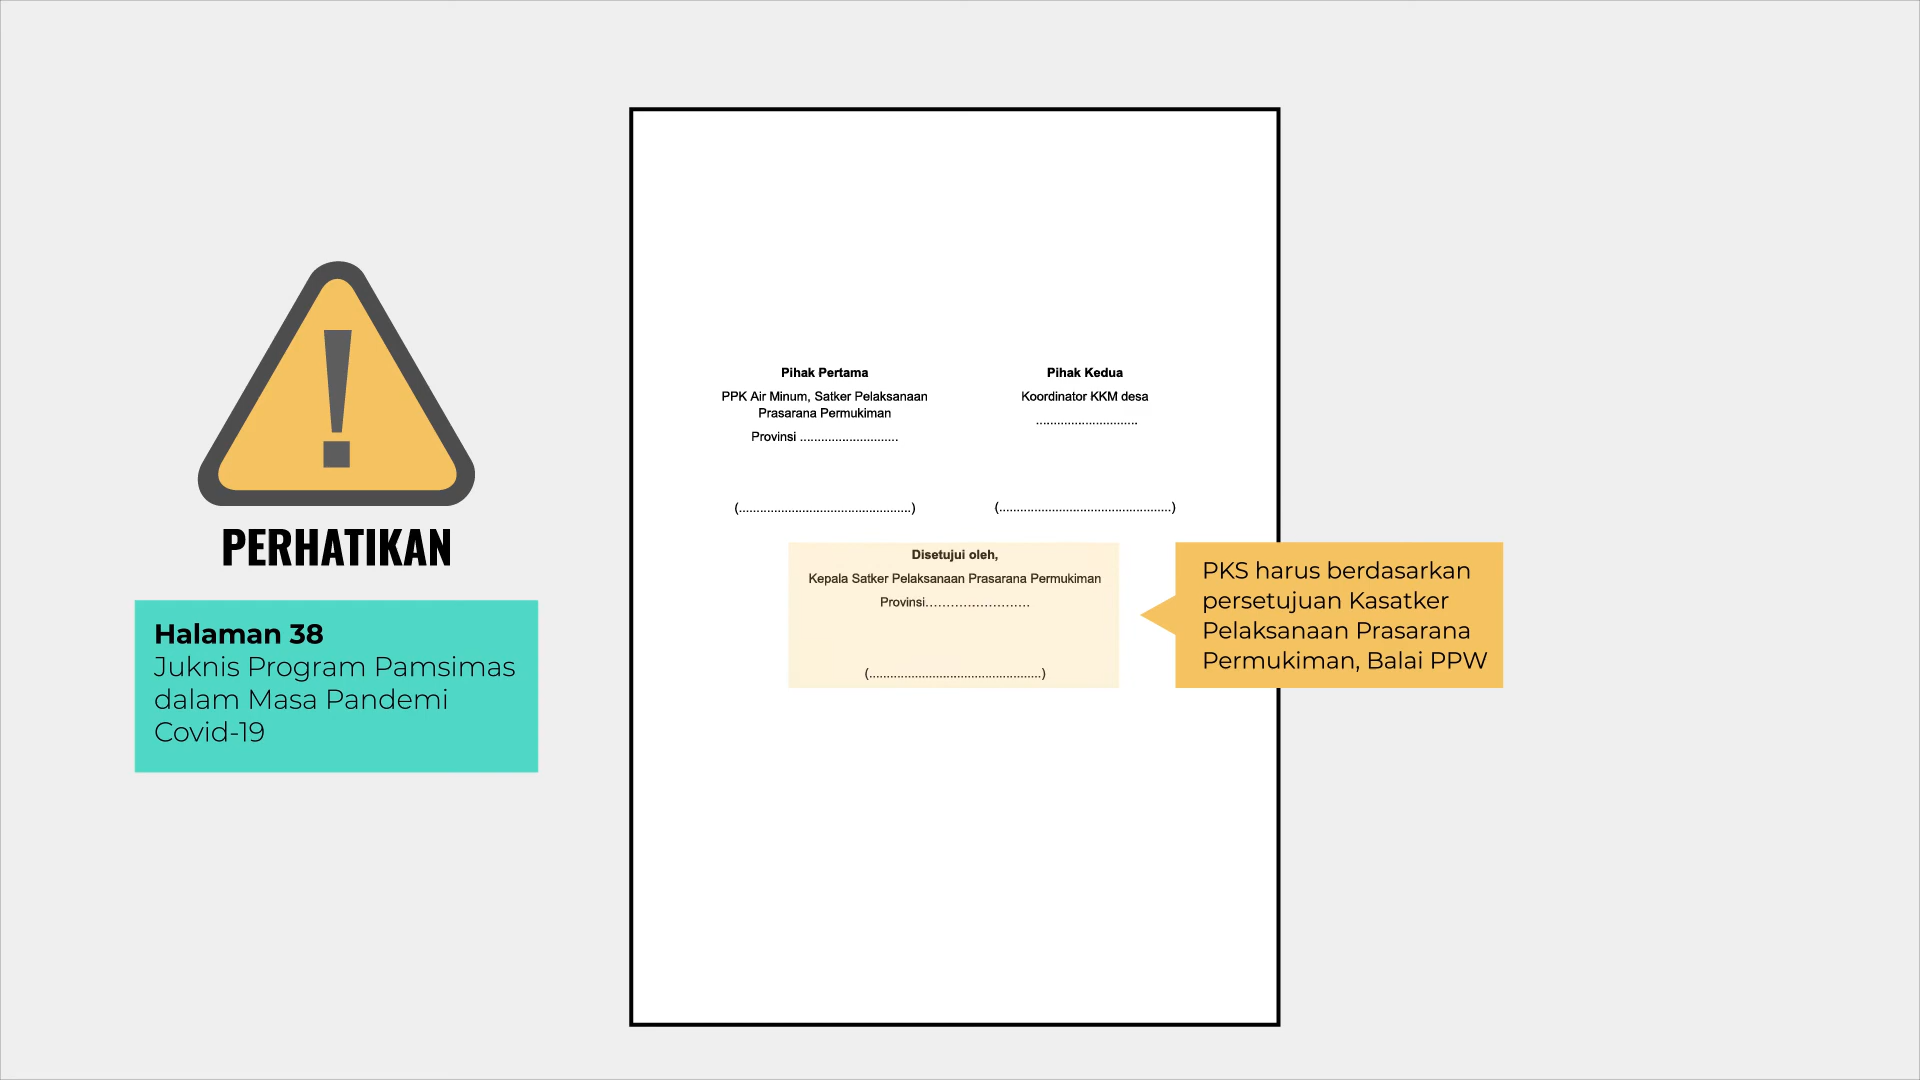 !
PERHATIKAN
Halaman 38
Juknis Program Pamsimas
dalam Masa Pandemi
Covid-19
Pihak Pertama
PPK Air Minum, Satker Pelaksanaan
Prasarana Permukiman
Provinsi ............................
(.................................................)
Pihak Kedua
Koordinator KKM desa
.............................
(.................................................)
Disetujui oleh,
Kepala Satker Pelaksanaan Prasarana Permukiman
Provinsi.........................
(.................................................)
PKS harus berdasarkan
persetujuan Kasatker
Pelaksanaan Prasarana
Permukiman, Balai PPW